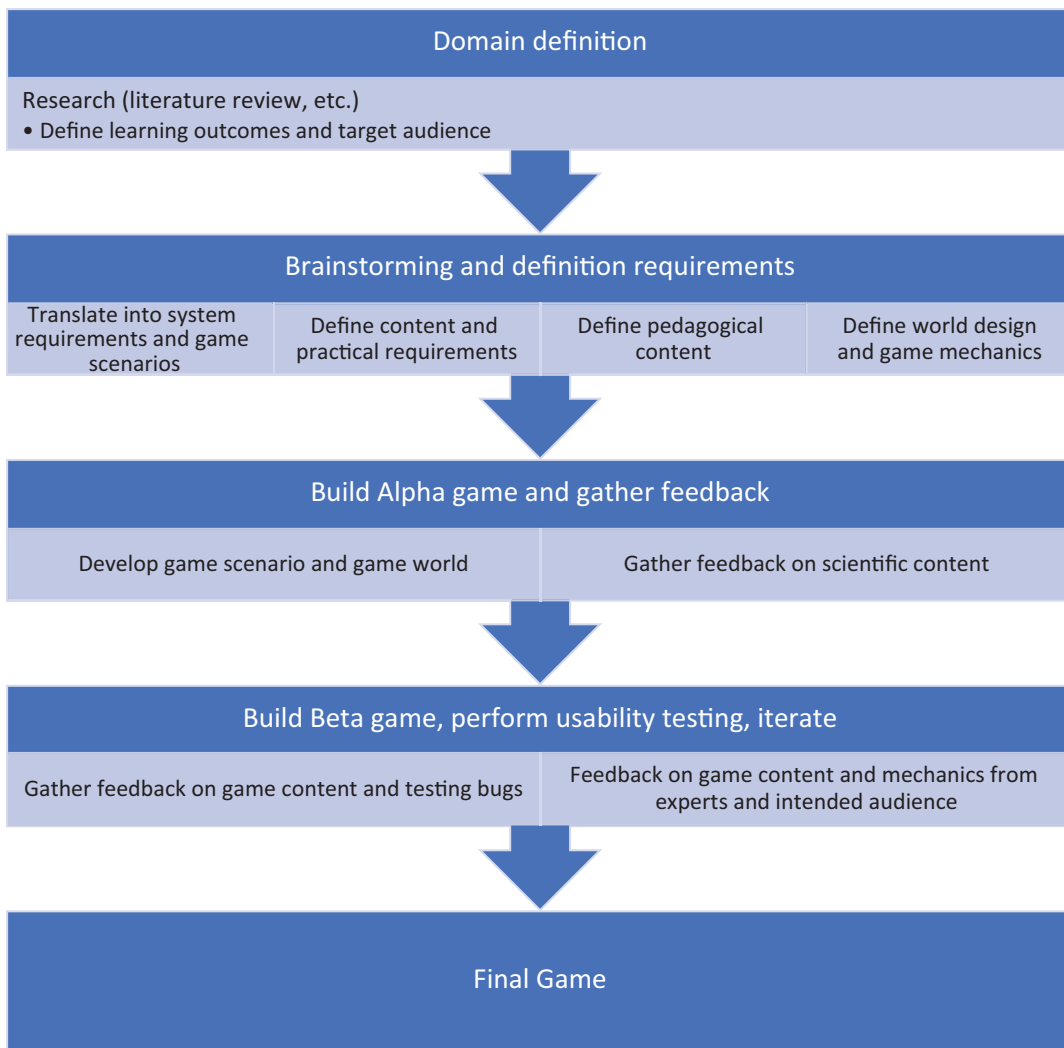 Domain definition
Research (literature review, etc.)
• Define learning outcomes and target audience
Brainstorming and definition requirements
Translate into system
requirements and game
scenarios
Define content and
practical requirements
Define pedagogical
content
Define world design
and game mechanics
Build Alpha game and gather feedback
Develop game scenario and game world
Gather feedback on scientific content
Build Beta game, perform usability testing, iterate
Gather feedback on game content and testing bugs
Feedback on game content and mechanics from
experts and intended audience
Final Game